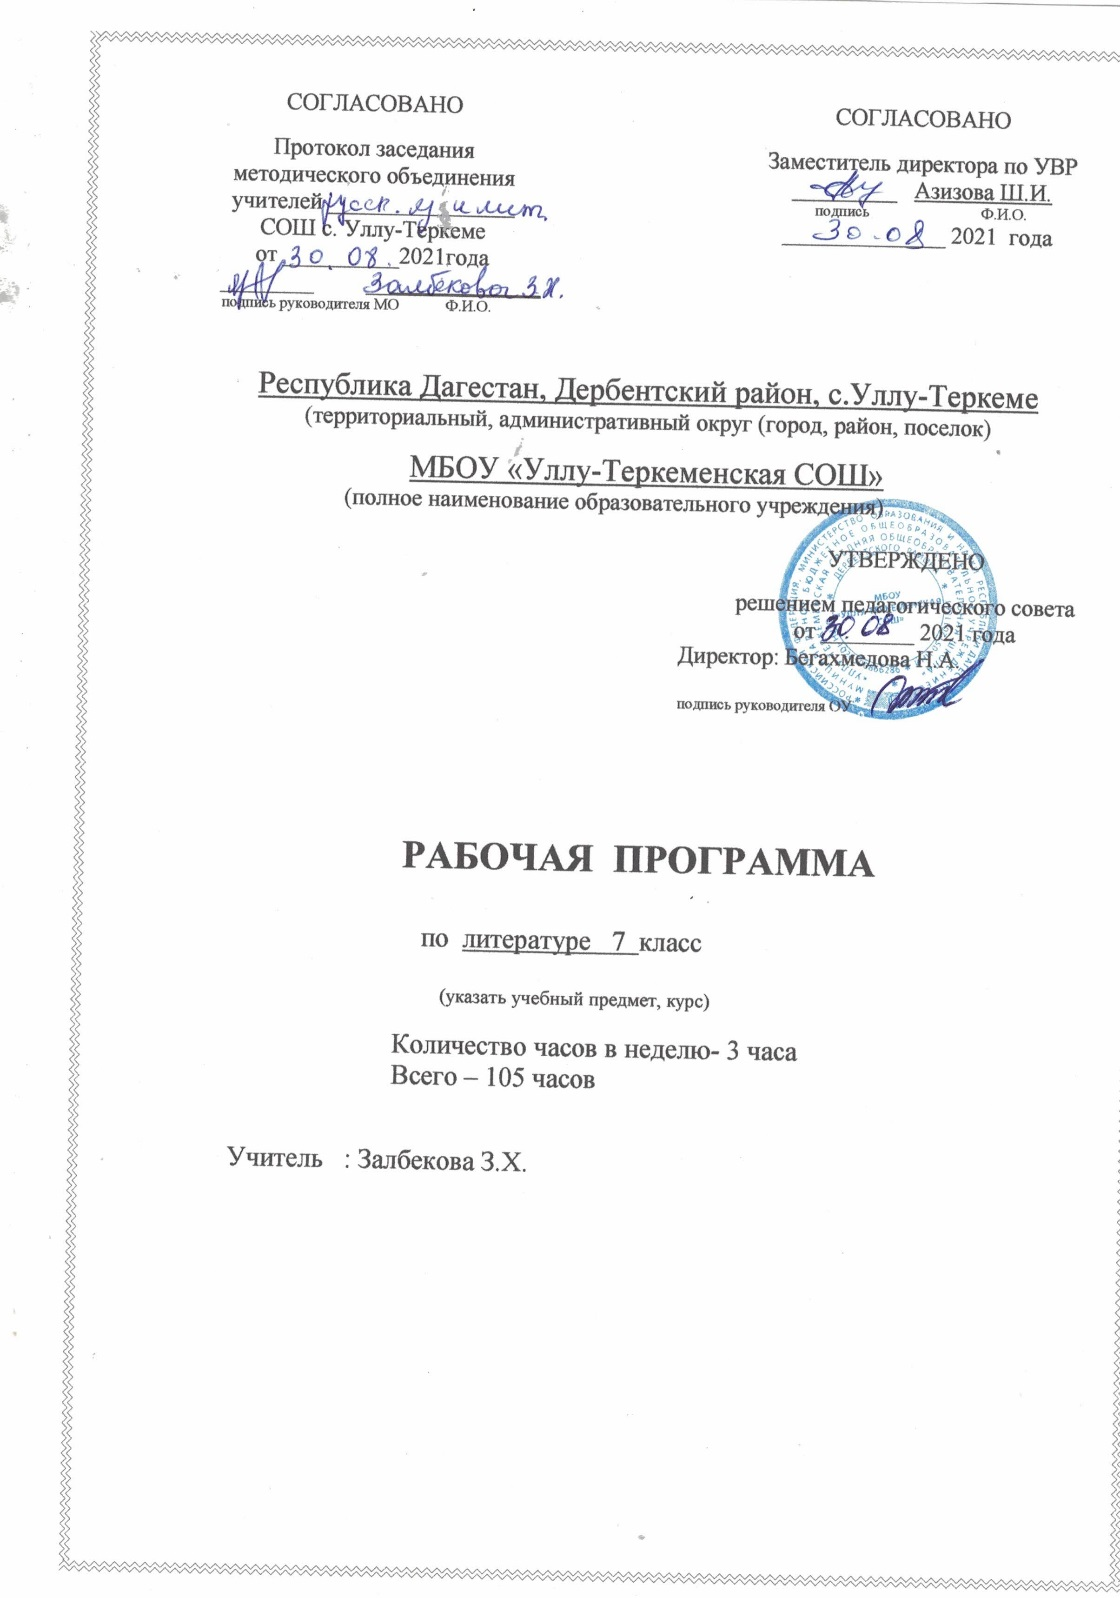 СОГЛАСОВАНО
Протокол заседания
методического объединения
учителей русск. яз и лит.
СОШ с. Уллу-Теркеме
от 30. 08. 2021года
Залбекова З.Х.
подпись руководителя МО Ф.И.О.
СОГЛАСОВАНО
Заместитель директора по УВР
Азизова Ш.И.
подпись Ф.И.О.
30.08 2021 года
Республика Дагестан, Дербентский район, с.Уллу-Теркеме
(территориальный, административный округ (город, район, поселок)
МБОУ «Уллу-Теркеменская СОШ»
(полное наименование образовательного учреждения)
УТВЕРЖДЕНО
решением педагогического совета
от 30.08 2021 года
Директор: Бегахмедова Н.А.
подпись руководителя ОУ
МБОУ
РАБОЧАЯ ПРОГРАММА
по литературе 7 класс
(указать учебный предмет, курс)
Количество часов в неделю- 3 часа
Всего – 105 часов
Учитель : Залбекова З.Х.